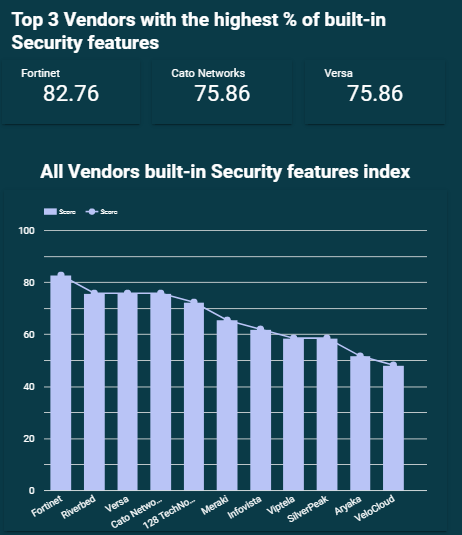 Top 3 Vendors with the highest % of built-in
Security features
Fortinet
82.76
Cato Networks
75.86
Versa
75.86
All Vendors built-in Security features index
Score Score
100
80
60
40
20
0
Fortinet
Riverbed
Versa
Cato Netwo...
128 TechNo...
Meraki
Infovista
Viptela
SilverPeak
Aryaka
VeloCloud